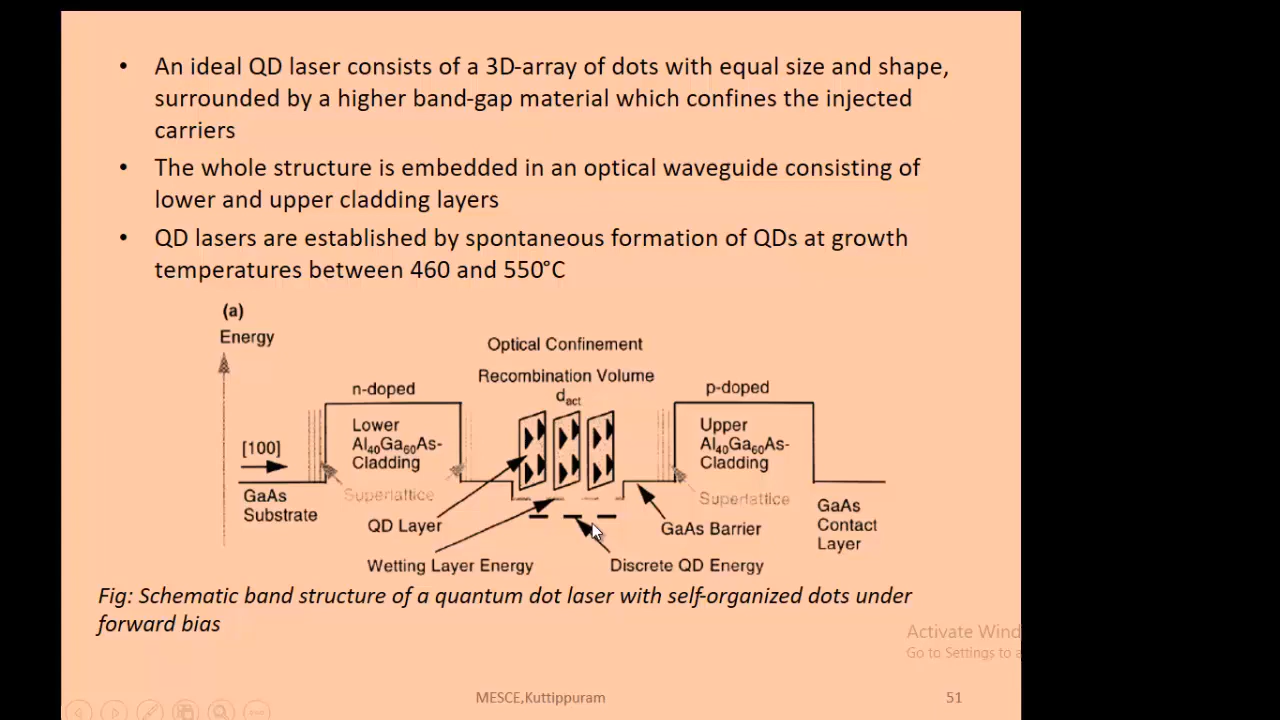 • An ideal QD laser consists of a 3D-array of dots with equal size and shape,
surrounded by a higher band-gap material which confines the injected
carriers
• The whole structure is embedded in an optical waveguide consisting of
lower and upper cladding layers
• QD lasers are established by spontaneous formation of QDs at growth
temperatures between 460 and 550°C
(a)
Energy
Optical Confinement
Recombination Volume
d_act
n-doped
p-doped
[100]
Lower
Al40Ga60As-
Cladding
Upper
Al40Ga60As-
Cladding
GaAs
Substrate
Superlattice
Superlattice
QD Layer
GaAs Barrier
GaAs
Contact
Layer
Wetting Layer Energy
Discrete QD Energy
Fig: Schematic band structure of a quantum dot laser with self-organized dots under
forward bias
Activate Wind
Go to Settings to a
MESCE,Kuttippuram
51